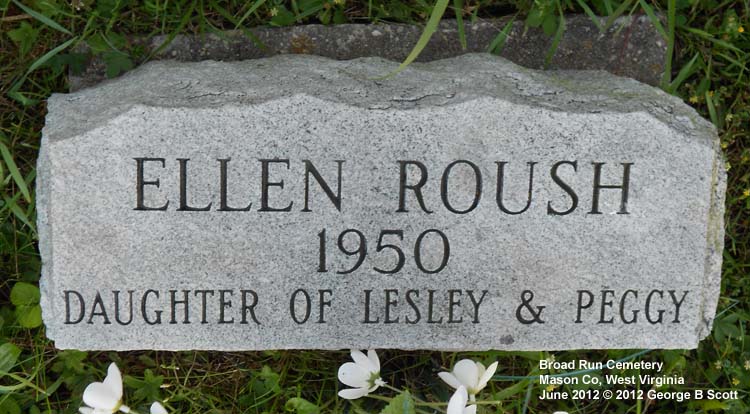 ELLEN ROUSH
1950
DAUGHTER OF LESLEY & PEGGY
Broad Run Cemetery
Mason Co, West Virginia
June 2012 © 2012 George B Scott